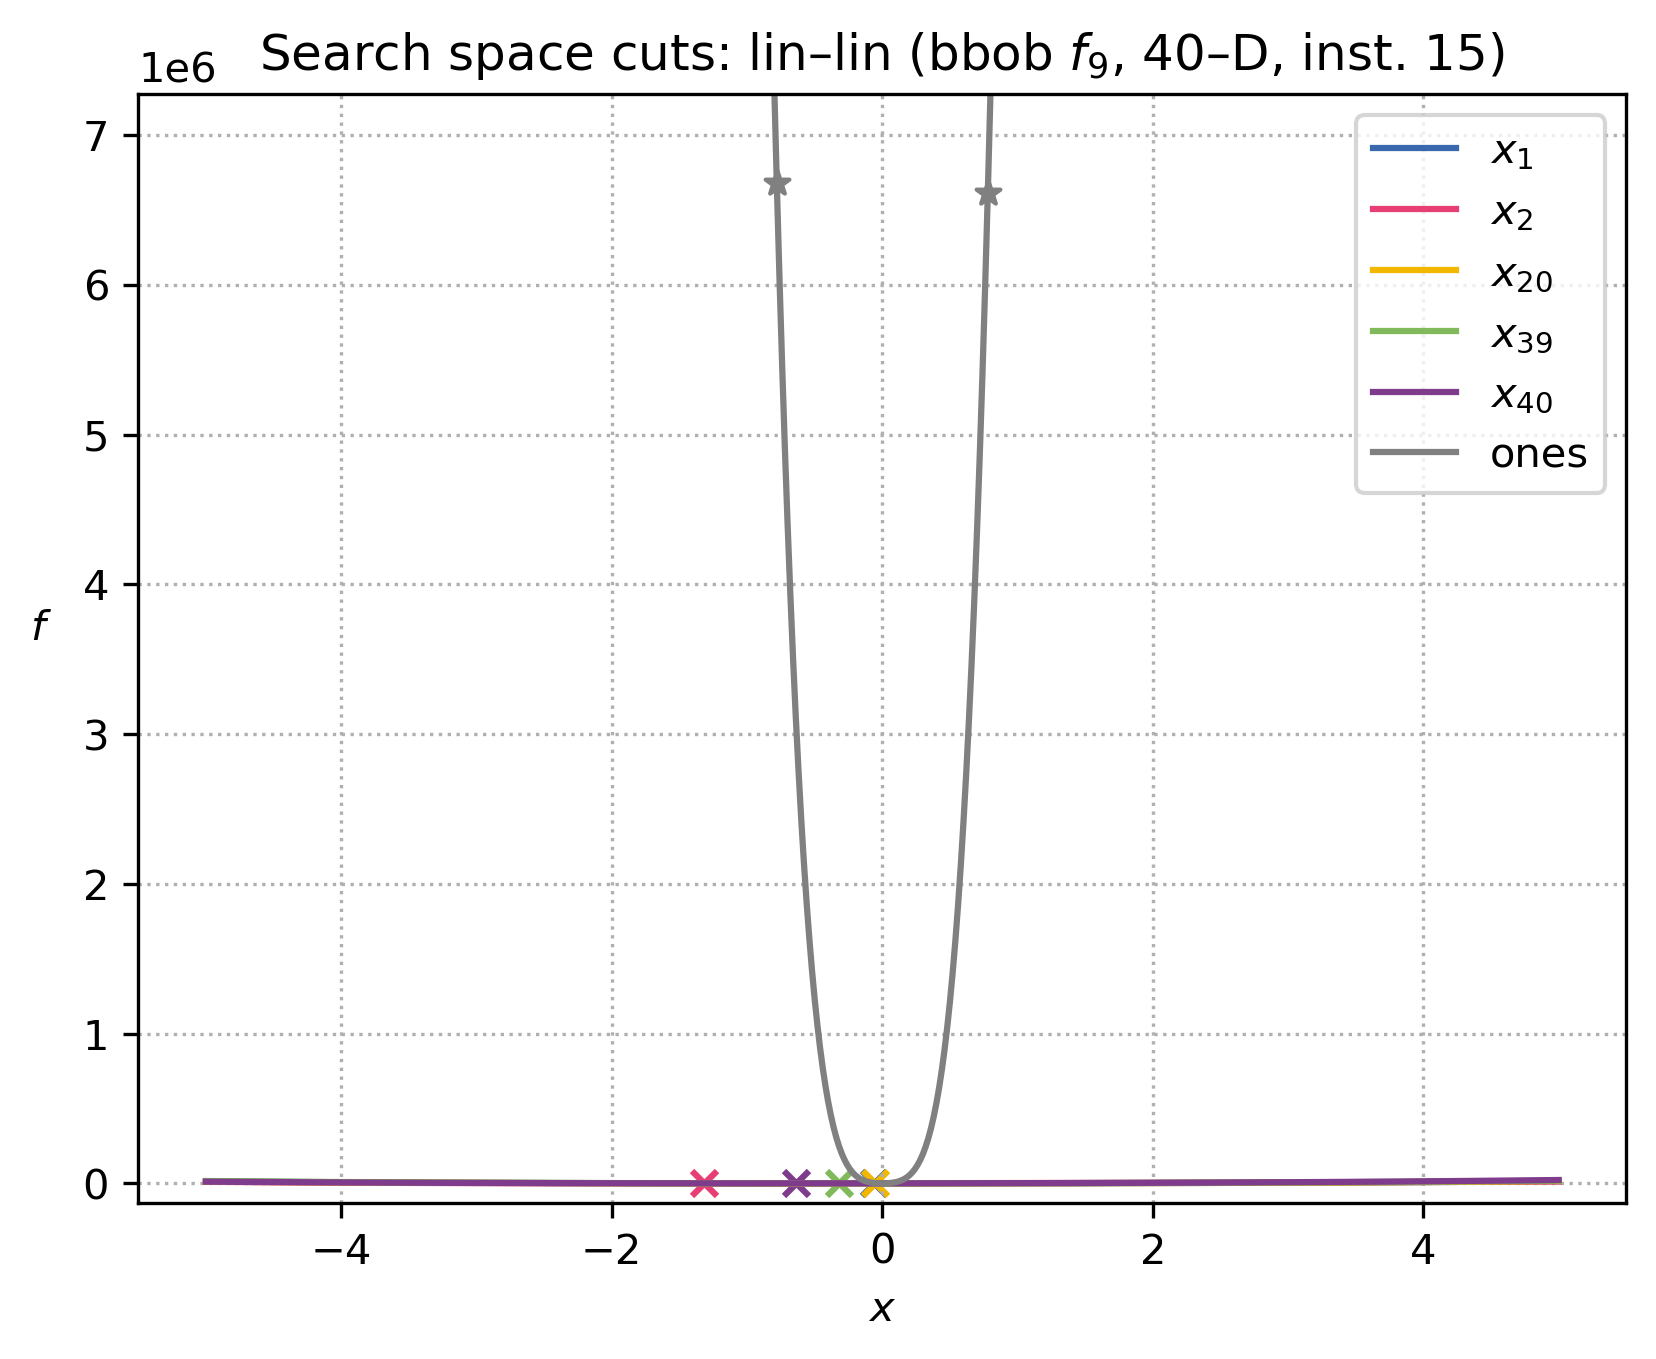 Search space cuts: lin–lin (bbob f₉, 40–D, inst. 15)
1e6
7
6
5
4
3
2
1
0
f
−4
−2
0
2
4
x
x₁
x₂
x₂₀
x₃₉
x₄₀
ones